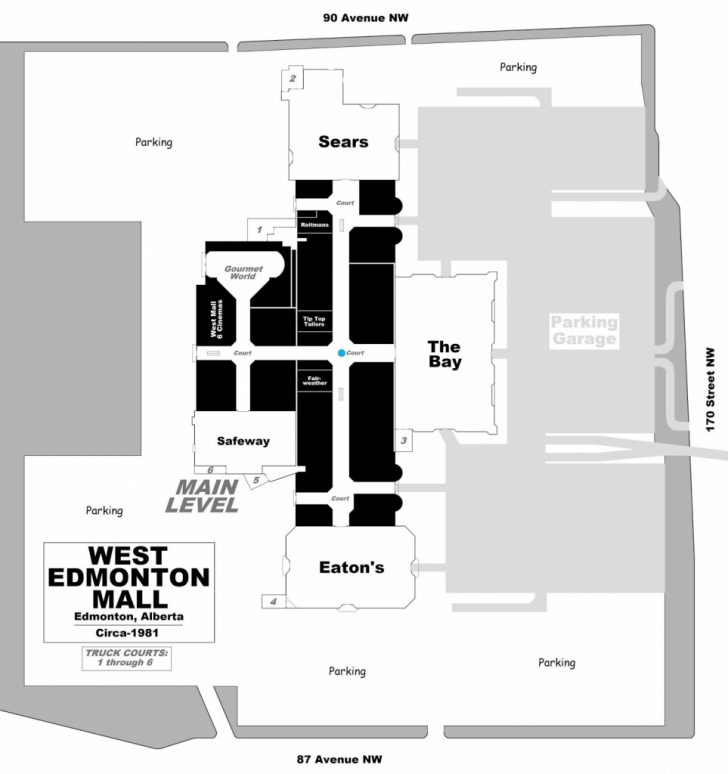 90 Avenue NW
Parking
2
Parking
Sears
Court
Reitmans
1
Gourmet
World
West Mall
6 Cinemas
Tip Top
Tailors
Parking
Garage
Court
Court
The
Bay
170 Street NW
Fair-
weather
Safeway
3
6
5
MAIN
LEVEL
Court
Parking
WEST
EDMONTON
MALL
Edmonton, Alberta
Circa-1981
TRUCK COURTS:
1 through 6
Eaton's
4
Parking
Parking
87 Avenue NW